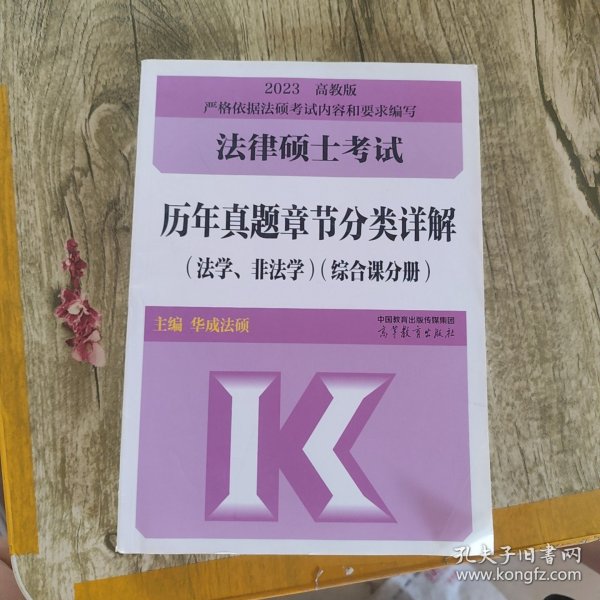 2023 高教版
严格依据法硕考试内容和要求编写
法律硕士考试
历年真题章节分类详解
(法学、非法学)(综合课分册)
主编 华成法硕
中国教育出版传媒集团
高等教育出版社
K
孔夫子旧书网
www.kongfz.com